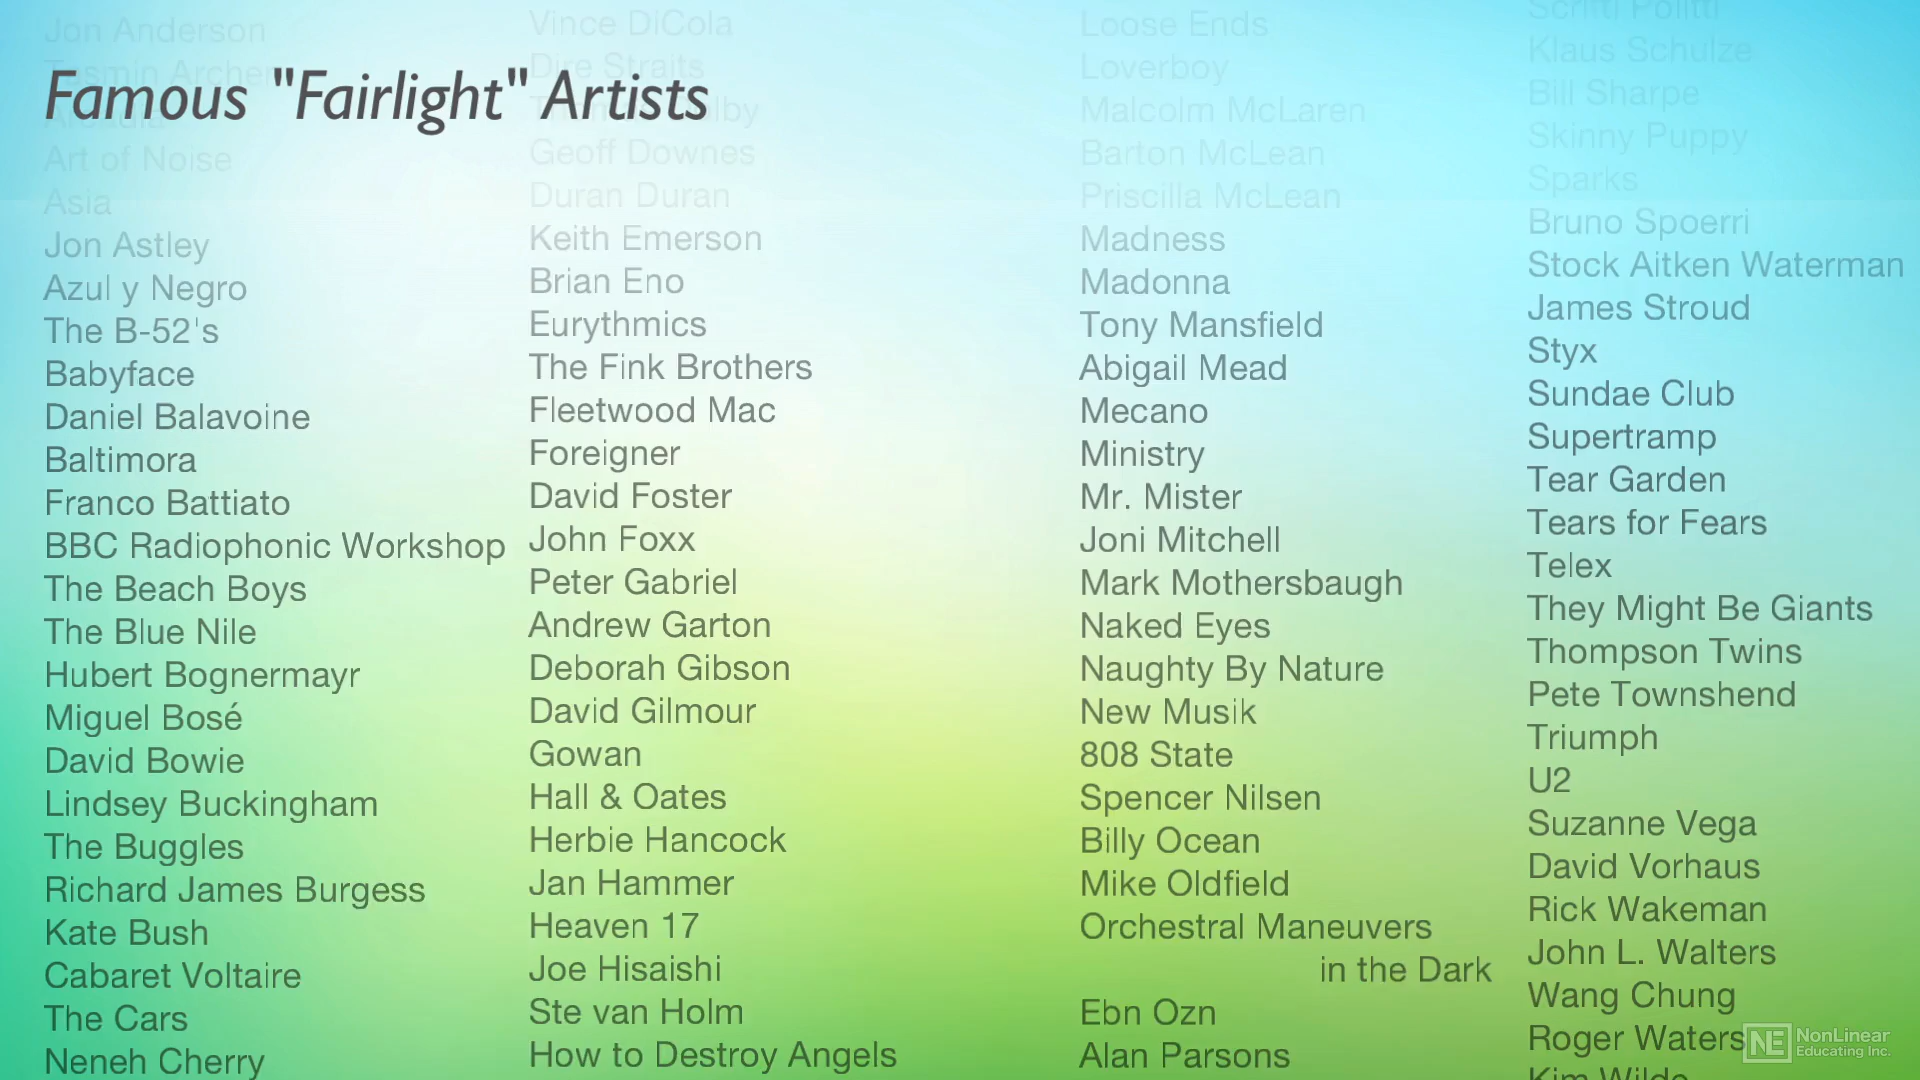 Famous "Fairlight" Artists
Jon Anderson
Tasmin Archer
Arcadia
Art of Noise
Asia
Jon Astley
Azul y Negro
The B-52's
Babyface
Daniel Balavoine
Baltimora
Franco Battiato
BBC Radiophonic Workshop
The Beach Boys
The Blue Nile
Hubert Bognermayr
Miguel Bosé
David Bowie
Lindsey Buckingham
The Buggles
Richard James Burgess
Kate Bush
Cabaret Voltaire
The Cars
Neneh Cherry
Vince DiCola
Dire Straits
Thomas Dolby
Geoff Downes
Duran Duran
Keith Emerson
Brian Eno
Eurythmics
The Fink Brothers
Fleetwood Mac
Foreigner
David Foster
John Foxx
Peter Gabriel
Andrew Garton
Deborah Gibson
David Gilmour
Gowan
Hall & Oates
Herbie Hancock
Jan Hammer
Heaven 17
Joe Hisaishi
Ste van Holm
How to Destroy Angels
Loose Ends
Loverboy
Malcolm McLaren
Barton McLean
Priscilla McLean
Madness
Madonna
Tony Mansfield
Abigail Mead
Mecano
Ministry
Mr. Mister
Joni Mitchell
Mark Mothersbaugh
Naked Eyes
Naughty By Nature
New Musik
808 State
Spencer Nilsen
Billy Ocean
Mike Oldfield
Orchestral Maneuvers
in the Dark
Ebn Ozn
Alan Parsons
Scritti Politti
Klaus Schulze
Bill Sharpe
Skinny Puppy
Sparks
Bruno Spoerri
Stock Aitken Waterman
James Stroud
Styx
Sundae Club
Supertramp
Tear Garden
Tears for Fears
Telex
They Might Be Giants
Thompson Twins
Pete Townshend
Triumph
U2
Suzanne Vega
David Vorhaus
Rick Wakeman
John L. Walters
Wang Chung
Roger Waters
Kim Wilde
NE NonLinear
Educating Inc.